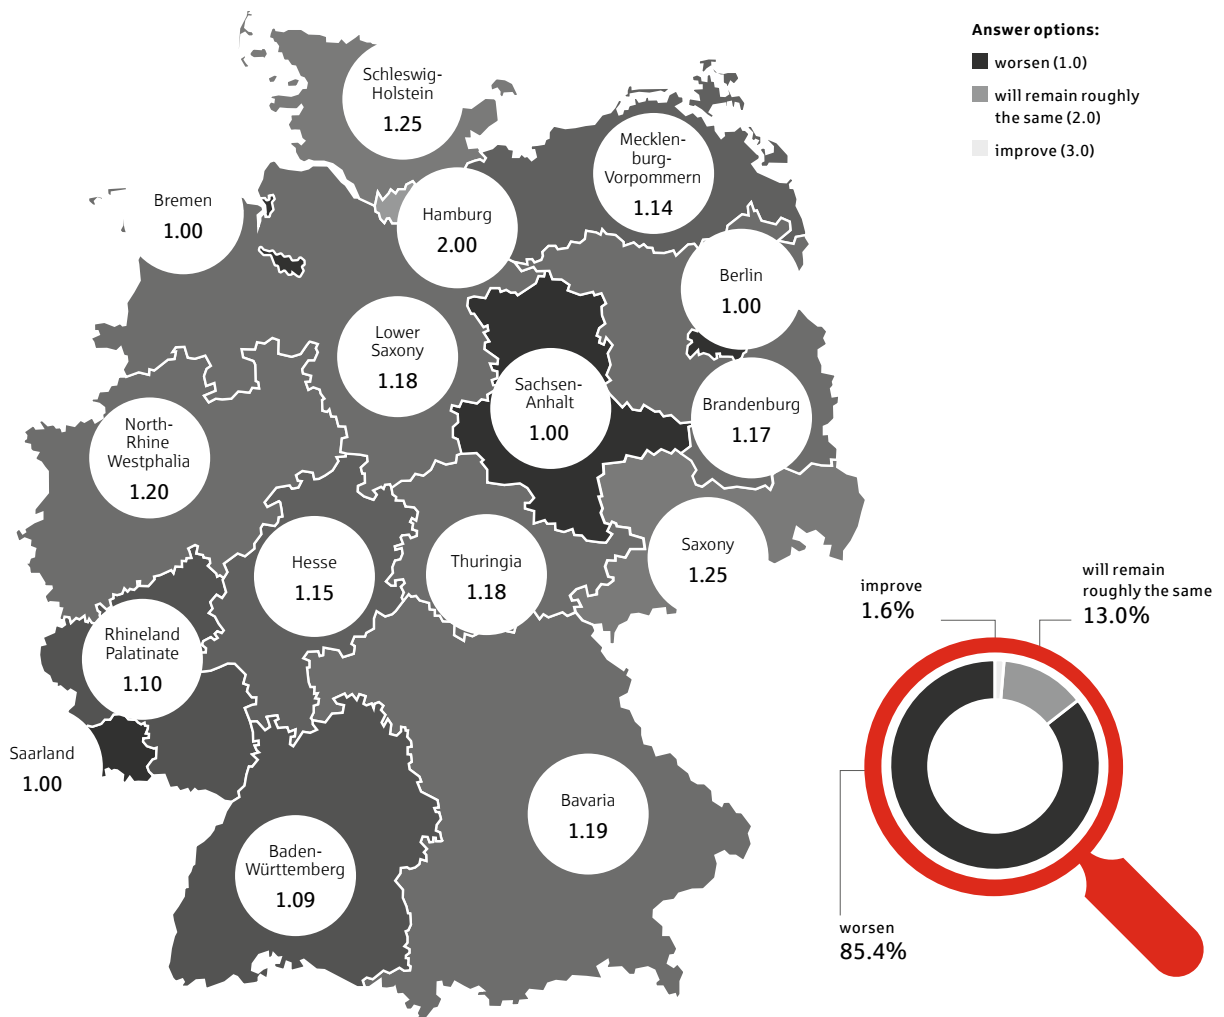 Answer options:
worsen (1.0)
will remain roughly
the same (2.0)
improve (3.0)
Schleswig-
Holstein
1.25
Mecklen-
burg-
Vorpommern
1.14
Bremen
1.00
Hamburg
2.00
Berlin
1.00
Lower
Saxony
1.18
Sachsen-
Anhalt
1.00
Brandenburg
1.17
North-
Rhine
Westphalia
1.20
Hesse
1.15
Thuringia
1.18
Saxony
1.25
Rhineland
Palatinate
1.10
Saarland
1.00
Bavaria
1.19
Baden-
Württemberg
1.09
improve
1.6%
will remain
roughly the same
13.0%
worsen
85.4%